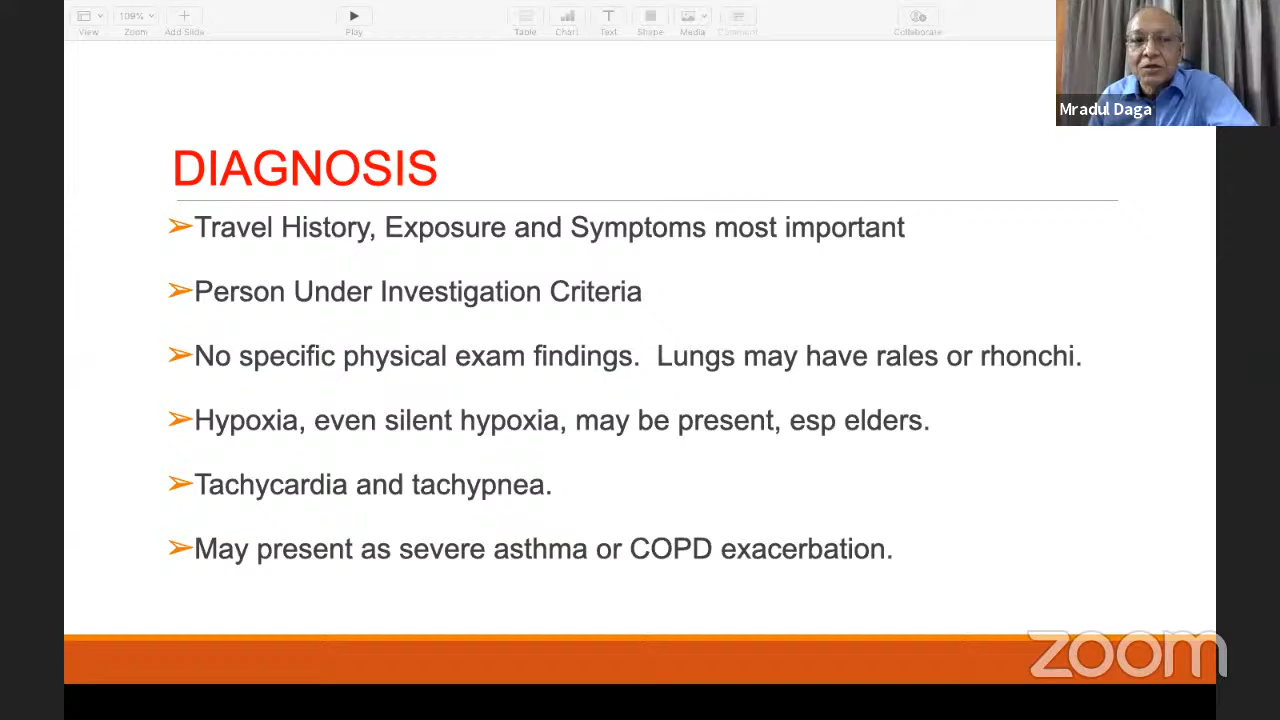 109%
View
Zoom
Add Slide
Play
Table
Chart
Text
Shape
Media
Comment
Collaborate
Mradul Daga
DIAGNOSIS
➢Travel History, Exposure and Symptoms most important
➢Person Under Investigation Criteria
➢No specific physical exam findings.  Lungs may have rales or rhonchi.
➢Hypoxia, even silent hypoxia, may be present, esp elders.
➢Tachycardia and tachypnea.
➢May present as severe asthma or COPD exacerbation.
zoom